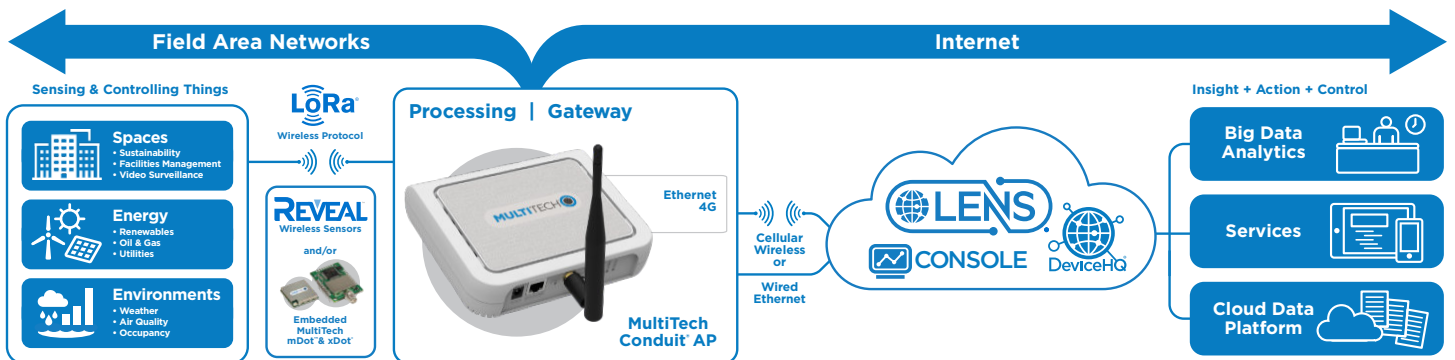 Field Area Networks
Internet
Sensing & Controlling Things
Spaces
• Sustainability
• Facilities Management
• Video Surveillance
Energy
• Renewables
• Oil & Gas
• Utilities
Environments
• Weather
• Air Quality
• Occupancy
LoRa®
Wireless Protocol
REVEAL™
Wireless Sensors
and/or
Embedded
MultiTech
mDot™ & xDot®
Processing | Gateway
MULTITECH
Ethernet
4G
MultiTech
Conduit® AP
Cellular
Wireless
or
Wired
Ethernet
LENS
CONSOLE
DeviceHQ®
Insight + Action + Control
Big Data
Analytics
Services
Cloud Data
Platform